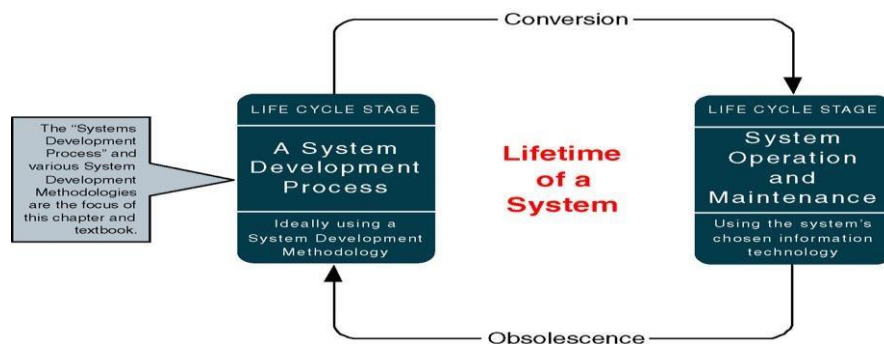 Conversion
LIFE CYCLE STAGE
A System
Development
Process
Ideally using a
System Development
Methodology
The “Systems
Development
Process” and
various System
Development
Methodologies
are the focus of
this chapter and
textbook.
Lifetime
of a
System
LIFE CYCLE STAGE
System
Operation
and
Maintenance
Using the system’s
chosen information
technology
Obsolescence